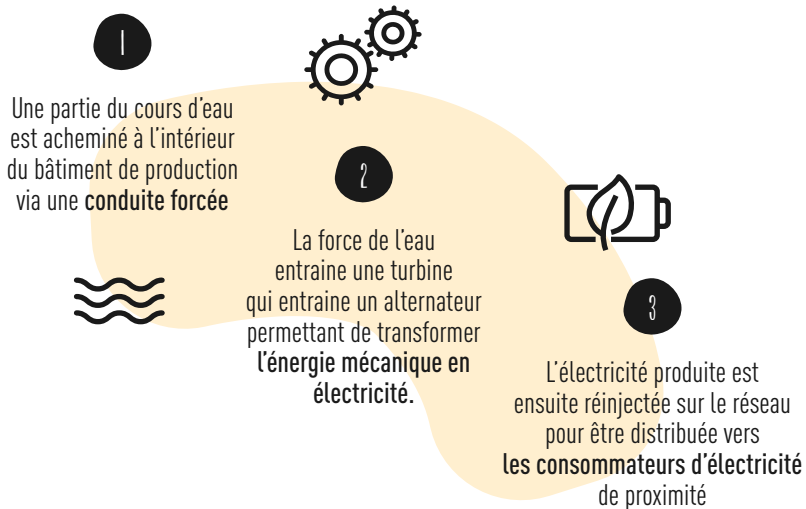 1
Une partie du cours d'eau
est acheminé à l'intérieur
du bâtiment de production
via une conduite forcée
2
La force de l'eau
entraine une turbine
qui entraine un alternateur
permettant de transformer
l'énergie mécanique en
électricité.
3
L'électricité produite est
ensuite réinjectée sur le réseau
pour être distribuée vers
les consommateurs d'électricité
de proximité